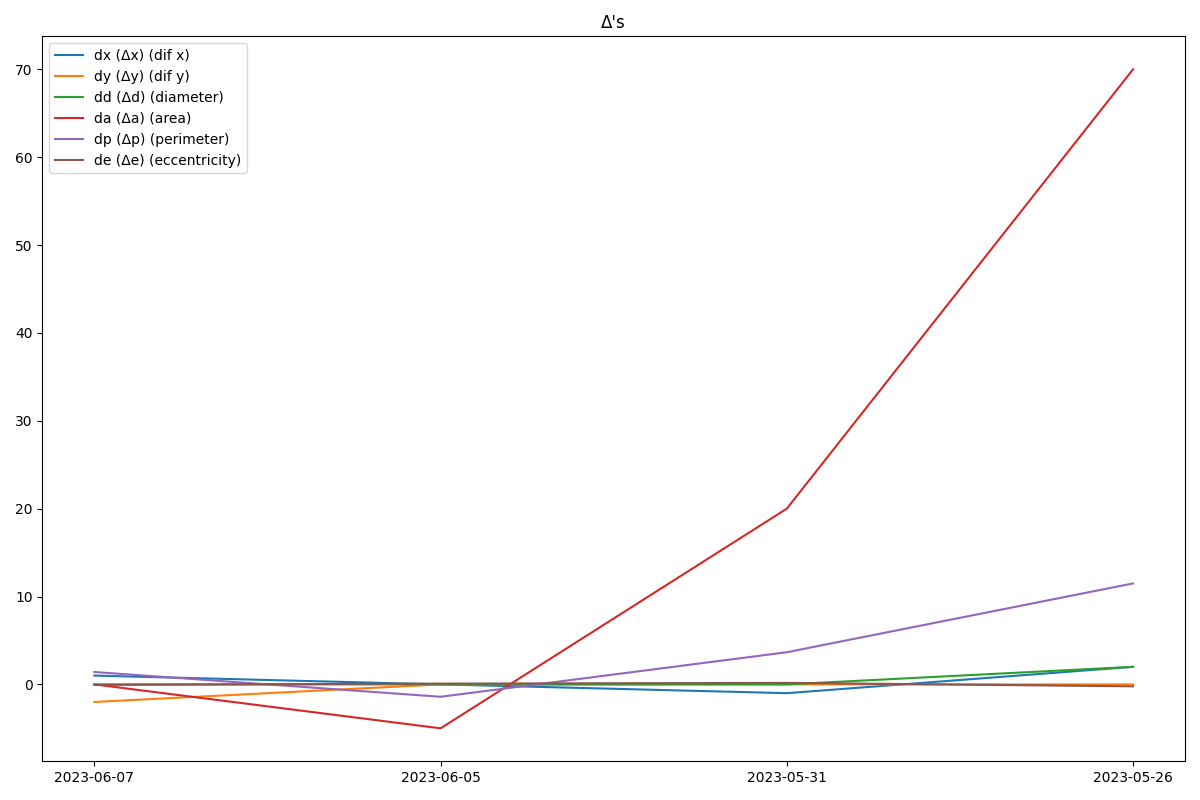 Δ's
dx (Δx) (dif x)
dy (Δy) (dif y)
dd (Δd) (diameter)
da (Δa) (area)
dp (Δp) (perimeter)
de (Δe) (eccentricity)
70
60
50
40
30
20
10
0
2023-06-07 2023-06-05 2023-05-31 2023-05-26